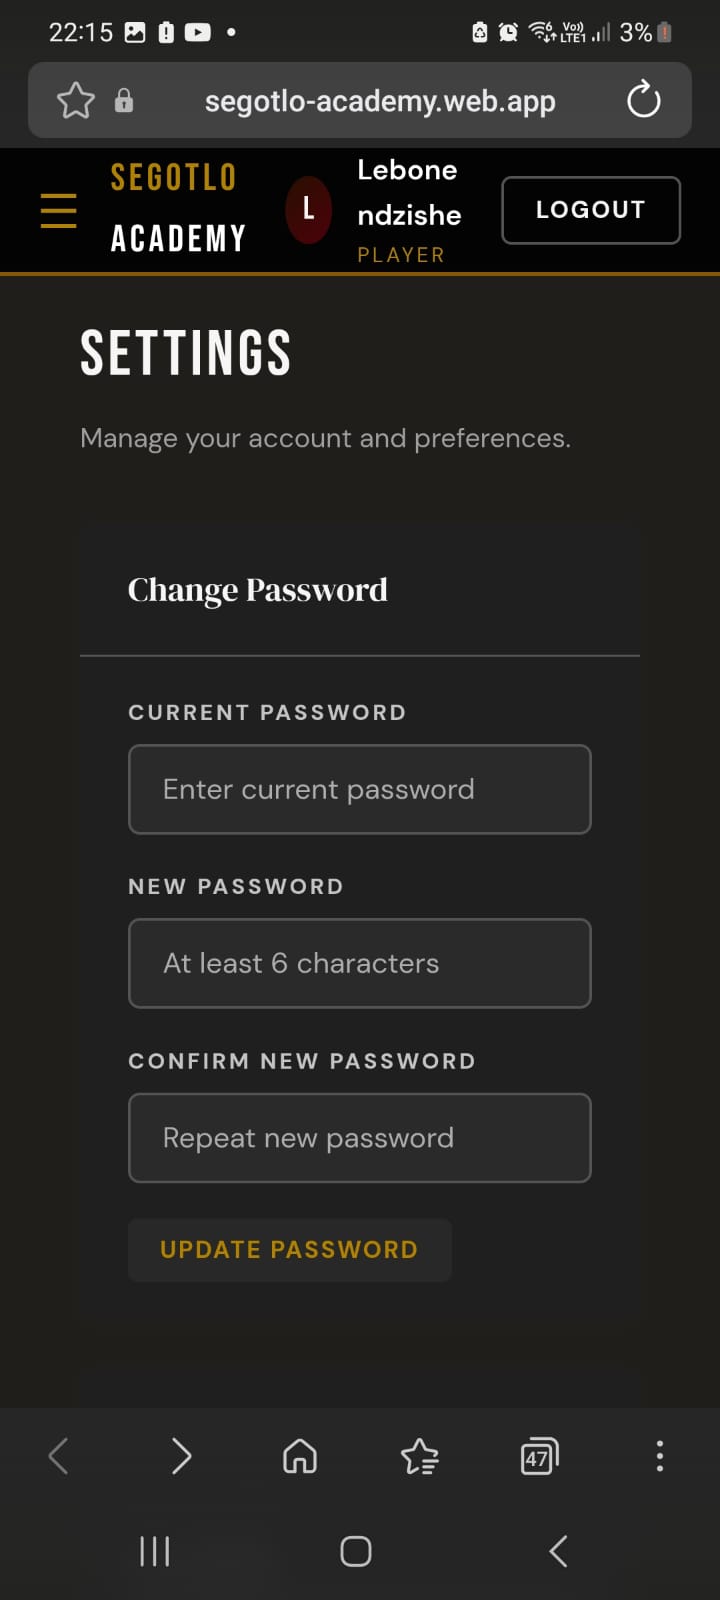 22:15
Vo))
LTE1
3%
segotlo-academy.web.app
SEGOTLO
ACADEMY
L
Lebone
ndzishe
PLAYER
LOGOUT
SETTINGS
Manage your account and preferences.
Change Password
CURRENT PASSWORD
Enter current password
NEW PASSWORD
At least 6 characters
CONFIRM NEW PASSWORD
Repeat new password
UPDATE PASSWORD
47